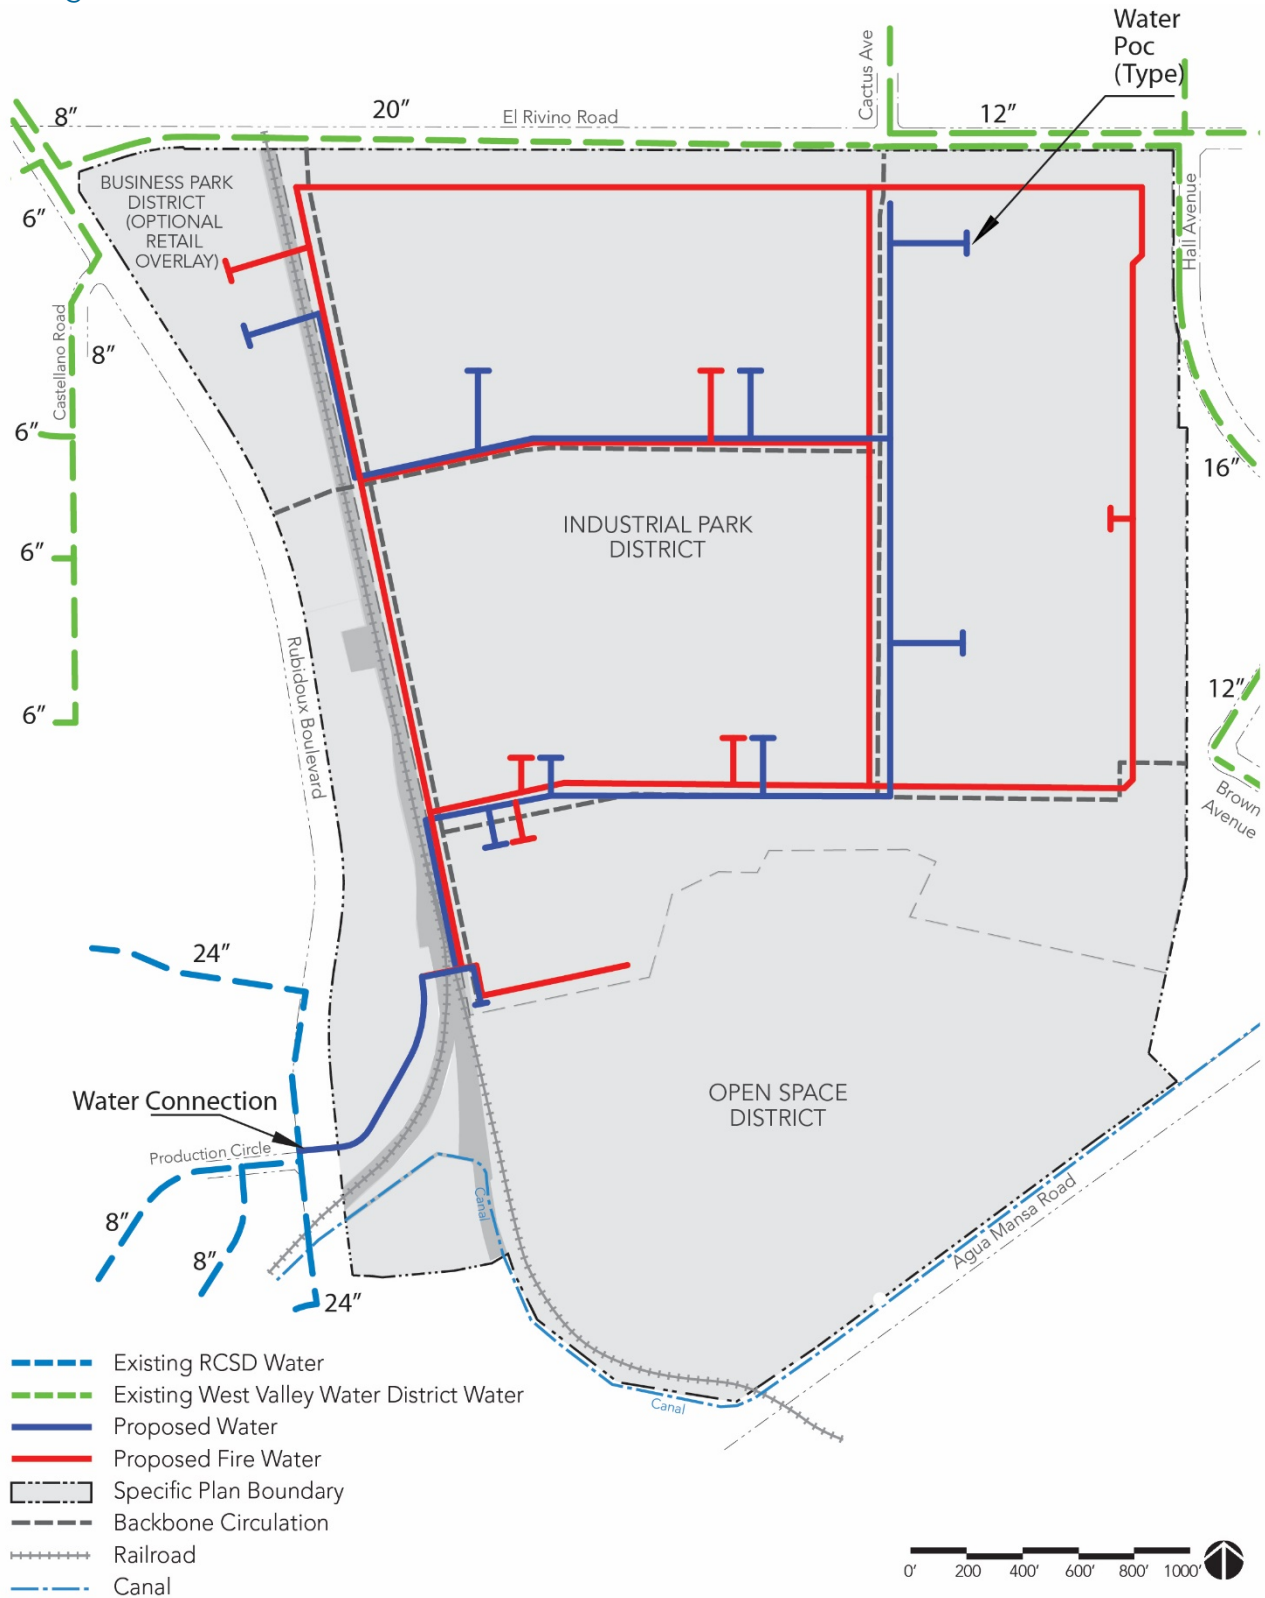 Water
Poc
(Type)
Cactus Ave
8″
20″
El Rivino Road
12″
BUSINESS PARK
DISTRICT
(OPTIONAL
RETAIL
OVERLAY)
6″
Hall Avenue
Castellano Road
8″
6″
16″
INDUSTRIAL PARK
DISTRICT
6″
Rubidoux Boulevard
12″
6″
Brown
Avenue
24″
Water Connection
OPEN SPACE
DISTRICT
Production Circle
Canal
Agua Mansa Road
8″
8″
24″
Canal
Existing RCSD Water
Existing West Valley Water District Water
Proposed Water
Proposed Fire Water
Specific Plan Boundary
Backbone Circulation
Railroad
Canal
0′ 200 400′ 600′ 800′ 1000′